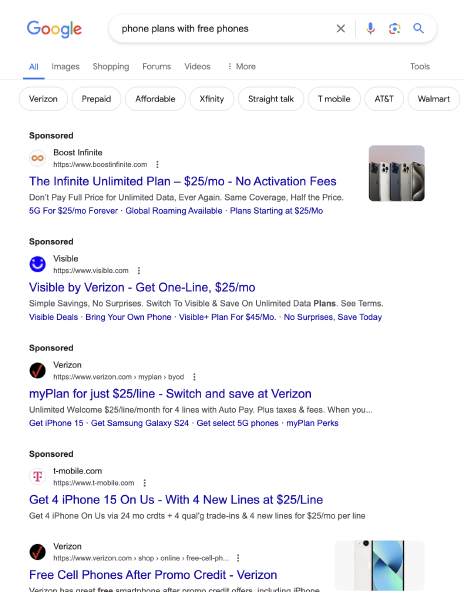 Google
phone plans with free phones
All Images Shopping Forums Videos More Tools
Verizon Prepaid Affordable Xfinity Straight talk T mobile AT&T Walmart
Sponsored
Boost Infinite
https://www.boostinfinite.com
The Infinite Unlimited Plan – $25/mo - No Activation Fees
Don't Pay Full Price for Unlimited Data, Ever Again. Same Coverage, Half the Price.
5G For $25/mo Forever · Global Roaming Available · Plans Starting at $25/Mo
Sponsored
Visible
https://www.visible.com
Visible by Verizon - Get One-Line, $25/mo
Simple Savings, No Surprises. Switch To Visible & Save On Unlimited Data Plans. See Terms.
Visible Deals · Bring Your Own Phone · Visible+ Plan For $45/Mo. · No Surprises, Save Today
Sponsored
Verizon
https://www.verizon.com › myplan › byod
myPlan for just $25/line - Switch and save at Verizon
Unlimited Welcome $25/line/month for 4 lines with Auto Pay. Plus taxes & fees. When you...
Get iPhone 15 · Get Samsung Galaxy S24 · Get select 5G phones · myPlan Perks
Sponsored
t-mobile.com
https://www.t-mobile.com
Get 4 iPhone 15 On Us - With 4 New Lines at $25/Line
Get 4 iPhone On Us via 24 mo crdts + 4 qual'g trade-ins & 4 new lines for $25/mo per line
Verizon
https://www.verizon.com › shop › online › free-cell-ph...
Free Cell Phones After Promo Credit - Verizon
Verizon has great free smartphone after promo credit offers, including iPhone